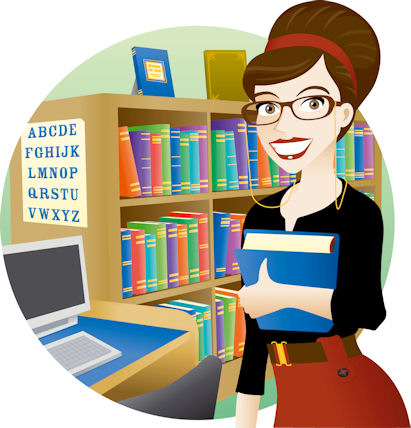 ABCDE
FGHIJK
LMNOP
QRSTU
VWXYZ